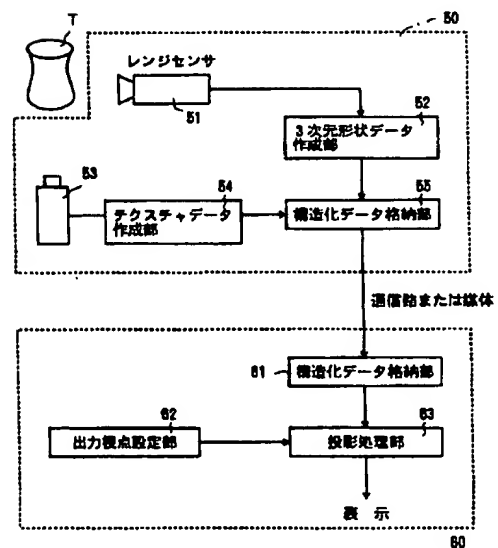 50
T
レンジセンサ
51
52
3次元形状データ
作成部
53
54
テクスチャデータ
作成部
55
構造化データ格納部
通信路または媒体
61
構造化データ格納部
62
出力視点設定部
63
投影処理部
表 示
60